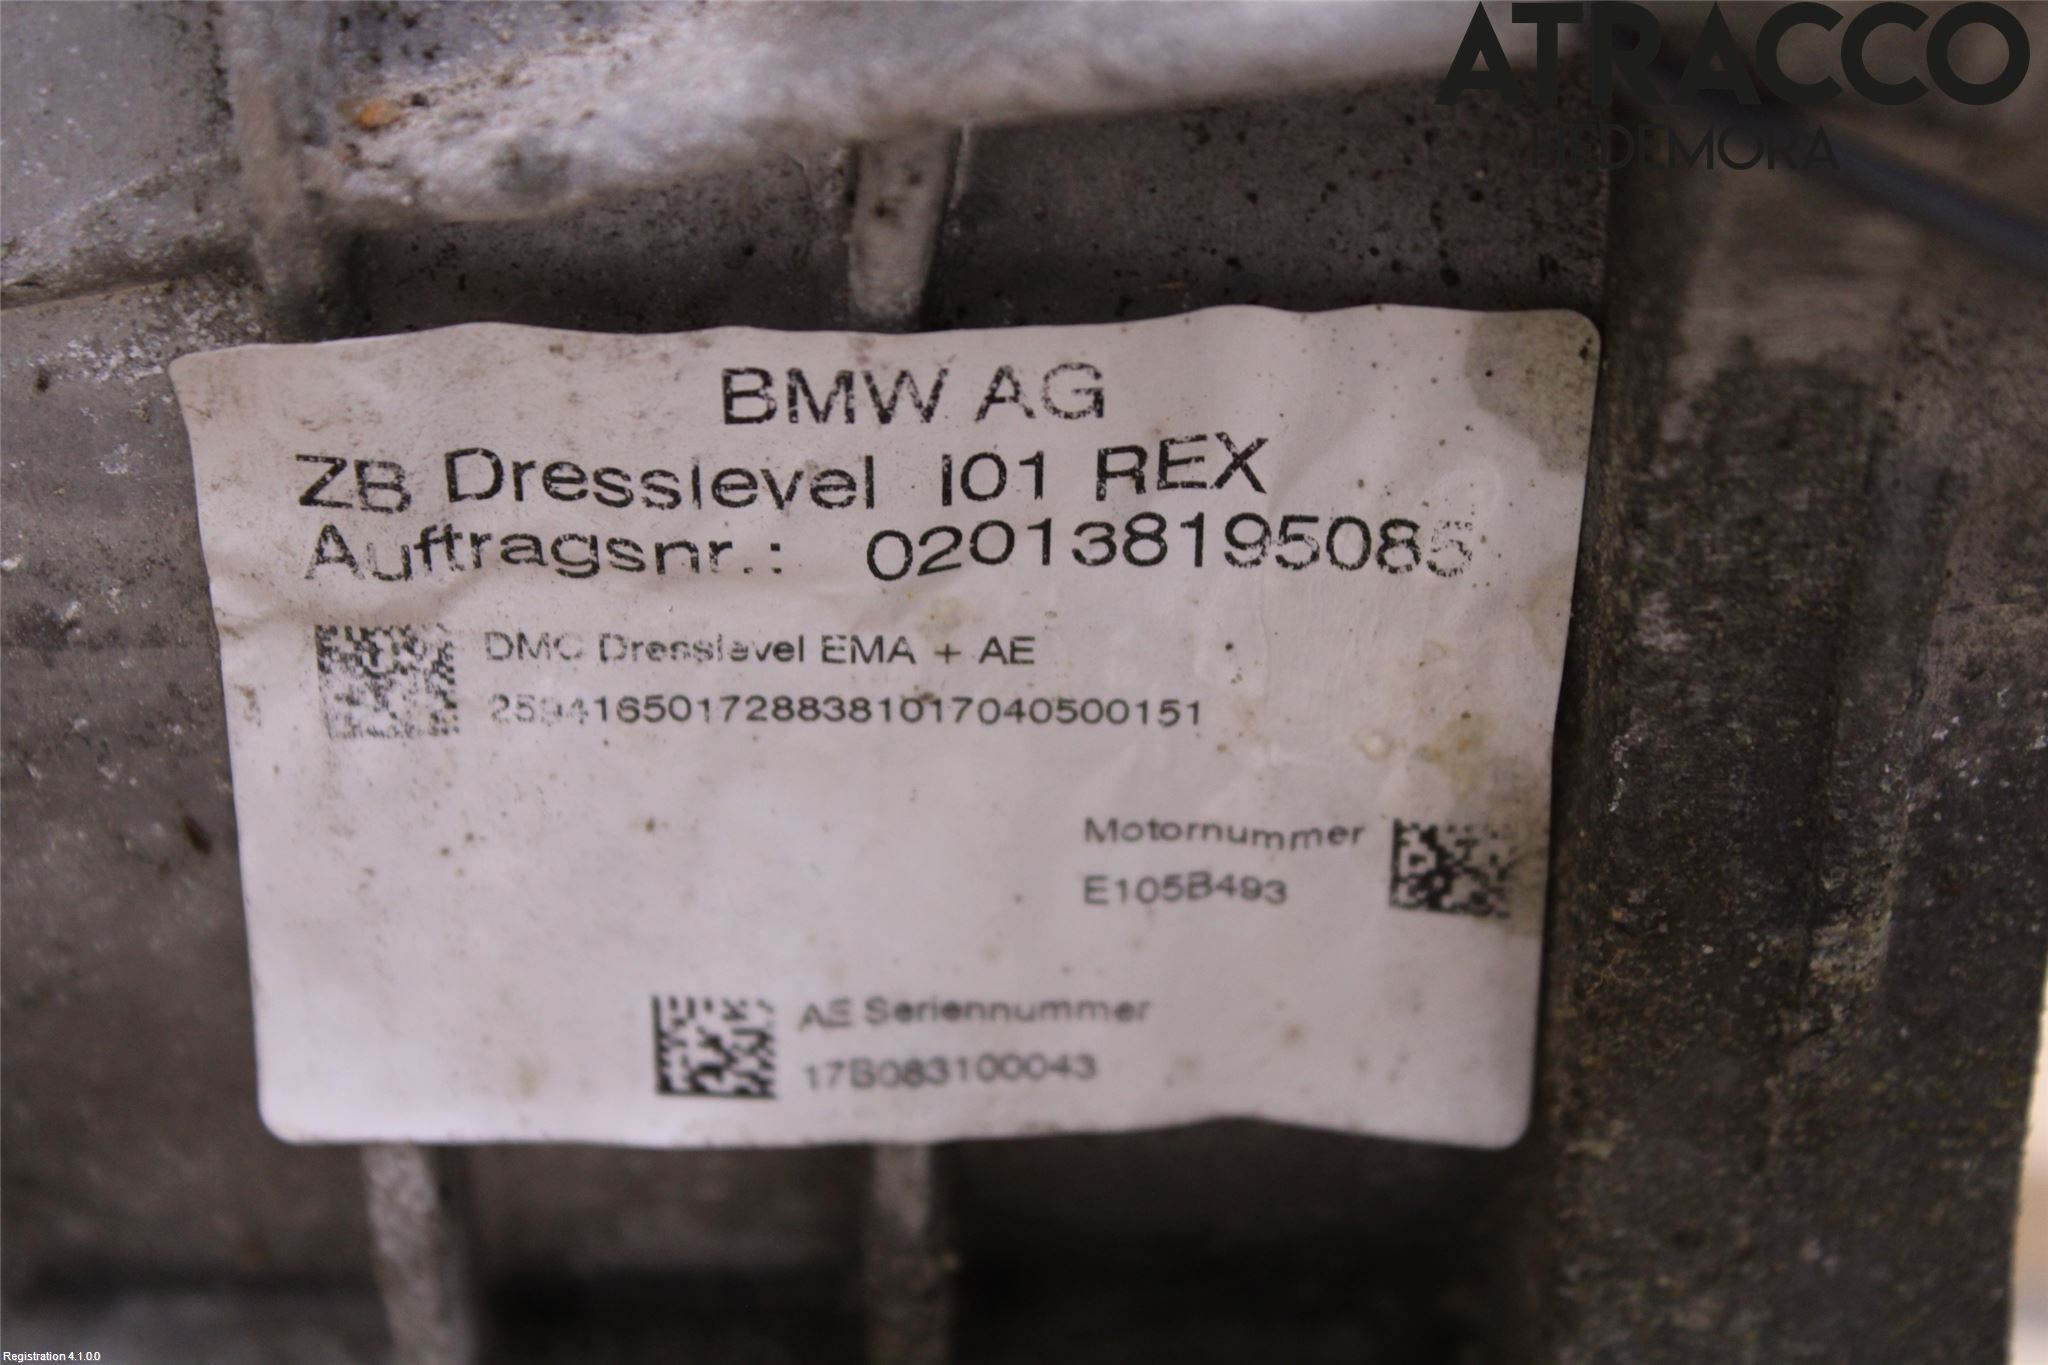 ATRACCO
HEDEMORA
BMW AG
ZB Dresslevel I01 REX
Auftragsnr.: 020138195085
DMC Dresslevel EMA + AE
2594165017288381017040500151
Motornummer
E105B493
AE Seriennummer
17B083100043
Registration 4.1.0.0